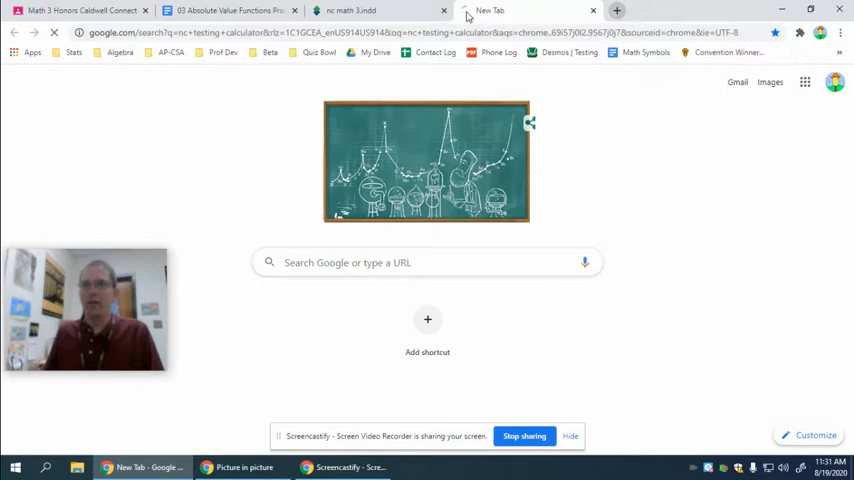 Math 3 Honors Caldwell Connect
03 Absolute Value Functions Pra
nc math 3.indd
New Tab
google.com/search?q=nc+testing+calculator&rlz=1C1GCEA_enUS914US914&oq=nc+testing+calculator&aqs=chrome..69i57j0l2.9567j0j7&sourceid=chrome&ie=UTF-8
Stats Algebra AP-CSA Prof Dev Beta Quiz Bowl My Drive Contact Log Phone Log Desmos | Testing Math Symbols Convention Winner...
Gmail Images
Search Google or type a URL
Add shortcut
Screencastify - Screen Video Recorder is sharing your screen. Stop sharing Hide
Customize
New Tab - Google ... Picture in picture Screencastify - Scre...
11:31 AM
8/19/2020